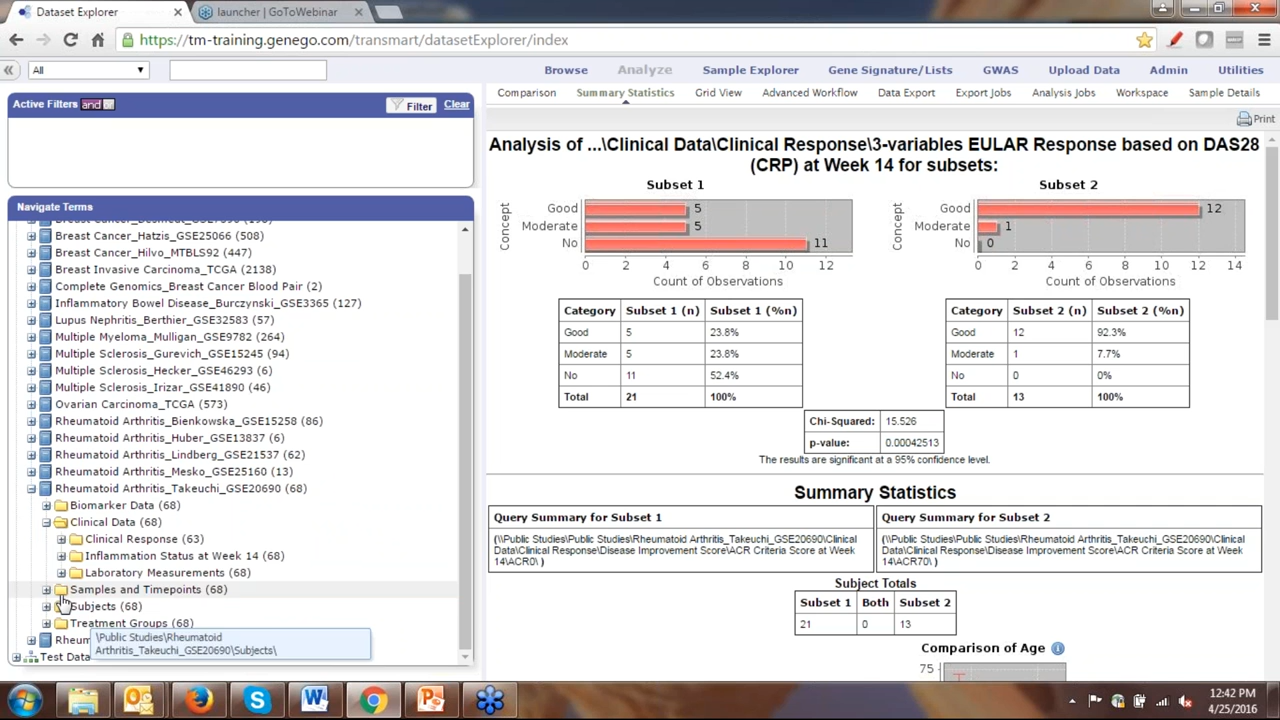 Dataset Explorer
launcher | GoToWebinar
https://tm-training.genego.com/transmart/datasetExplorer/index
All
Browse Analyze Sample Explorer Gene Signature/Lists GWAS Upload Data Admin Utilities
Comparison Summary Statistics Grid View Advanced Workflow Data Export Export Jobs Analysis Jobs Workspace Sample Details
Active Filters and or Filter Clear
Print
Navigate Terms
Breast Cancer_Hatzis_GSE25066 (508)
Breast Cancer_Hilvo_MTBLS92 (447)
Breast Invasive Carcinoma_TCGA (2138)
Complete Genomics_Breast Cancer Blood Pair (2)
Inflammatory Bowel Disease_Burczynski_GSE3365 (127)
Lupus Nephritis_Berthier_GSE32583 (57)
Multiple Myeloma_Mulligan_GSE9782 (264)
Multiple Sclerosis_Gurevich_GSE15245 (94)
Multiple Sclerosis_Hecker_GSE46293 (6)
Multiple Sclerosis_Irizar_GSE41890 (46)
Ovarian Carcinoma_TCGA (573)
Rheumatoid Arthritis_Bienkowska_GSE15258 (86)
Rheumatoid Arthritis_Huber_GSE13837 (6)
Rheumatoid Arthritis_Lindberg_GSE21537 (62)
Rheumatoid Arthritis_Mesko_GSE25160 (13)
Rheumatoid Arthritis_Takeuchi_GSE20690 (68)
Biomarker Data (68)
Clinical Data (68)
Clinical Response (63)
Inflammation Status at Week 14 (68)
Laboratory Measurements (68)
Samples and Timepoints (68)
Subjects (68)
Treatment Groups (68)
Rheum
\Public Studies\Rheumatoid
Arthritis_Takeuchi_GSE20690\Subjects\
Test Data
Analysis of ...\Clinical Data\Clinical Response\3-variables EULAR Response based on DAS28
(CRP) at Week 14 for subsets:
Subset 1
Concept
Good 5
Moderate 5
No 11
0 2 4 6 8 10 12
Count of Observations
Subset 2
Concept
Good 12
Moderate 1
No 0
0 2 4 6 8 10 12 14
Count of Observations
Category Subset 1 (n) Subset 1 (%n)
Good 5 23.8%
Moderate 5 23.8%
No 11 52.4%
Total 21 100%
Category Subset 2 (n) Subset 2 (%n)
Good 12 92.3%
Moderate 1 7.7%
No 0 0%
Total 13 100%
Chi-Squared: 15.526
p-value: 0.00042513
The results are significant at a 95% confidence level.
Summary Statistics
Query Summary for Subset 1
(\\Public Studies\Public Studies\Rheumatoid Arthritis_Takeuchi_GSE20690\Clinical
Data\Clinical Response\Disease Improvement Score\ACR Criteria Score at Week
14\ACR0\ )
Query Summary for Subset 2
(\\Public Studies\Public Studies\Rheumatoid Arthritis_Takeuchi_GSE20690\Clinical
Data\Clinical Response\Disease Improvement Score\ACR Criteria Score at Week
14\ACR70\ )
Subject Totals
Subset 1 Both Subset 2
21 0 13
Comparison of Age
75
12:42 PM
4/25/2016